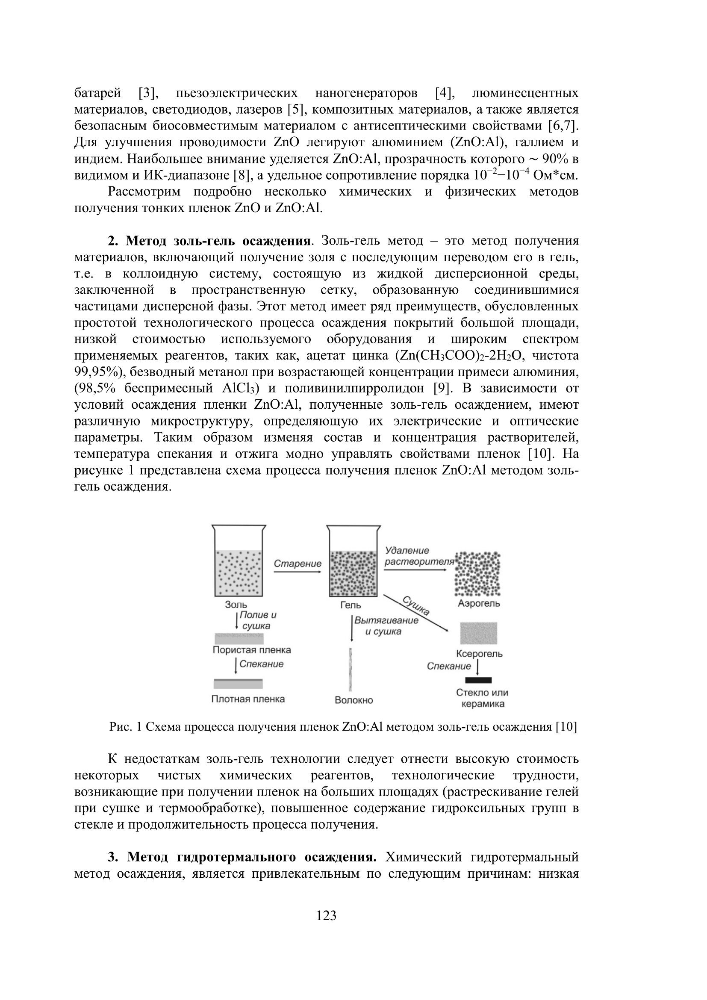 батарей [3], пьезоэлектрических наногенераторов [4], люминесцентных
материалов, светодиодов, лазеров [5], композитных материалов, а также является
безопасным биосовместимым материалом с антисептическими свойствами [6,7].
Для улучшения проводимости ZnO легируют алюминием (ZnO:Al), галлием и
индием. Наибольшее внимание уделяется ZnO:Al, прозрачность которого ~ 90% в
видимом и ИК-диапазоне [8], а удельное сопротивление порядка 10⁻²–10⁻⁴ Ом*см.
Рассмотрим подробно несколько химических и физических методов
получения тонких пленок ZnO и ZnO:Al.
2. Метод золь-гель осаждения. Золь-гель метод – это метод получения
материалов, включающий получение золя с последующим переводом его в гель,
т.е. в коллоидную систему, состоящую из жидкой дисперсионной среды,
заключенной в пространственную сетку, образованную соединившимися
частицами дисперсной фазы. Этот метод имеет ряд преимуществ, обусловленных
простотой технологического процесса осаждения покрытий большой площади,
низкой стоимостью используемого оборудования и широким спектром
применяемых реагентов, таких как, ацетат цинка (Zn(CH₃COO)₂-2H₂O, чистота
99,95%), безводный метанол при возрастающей концентрации примеси алюминия,
(98,5% беспримесный AlCl₃) и поливинилпирролидон [9]. В зависимости от
условий осаждения пленки ZnO:Al, полученные золь-гель осаждением, имеют
различную микроструктуру, определяющую их электрические и оптические
параметры. Таким образом изменяя состав и концентрация растворителей,
температура спекания и отжига модно управлять свойствами пленок [10]. На
рисунке 1 представлена схема процесса получения пленок ZnO:Al методом золь-
гель осаждения.
Старение
Удаление
растворителя
Золь
Гель
Аэрогель
Сушка
Полив и
сушка
Вытягивание
и сушка
Пористая пленка
Ксерогель
Спекание
Спекание
Плотная пленка
Волокно
Стекло или
керамика
Рис. 1 Схема процесса получения пленок ZnO:Al методом золь-гель осаждения [10]
К недостаткам золь-гель технологии следует отнести высокую стоимость
некоторых чистых химических реагентов, технологические трудности,
возникающие при получении пленок на больших площадях (растрескивание гелей
при сушке и термообработке), повышенное содержание гидроксильных групп в
стекле и продолжительность процесса получения.
3. Метод гидротермального осаждения. Химический гидротермальный
метод осаждения, является привлекательным по следующим причинам: низкая
123